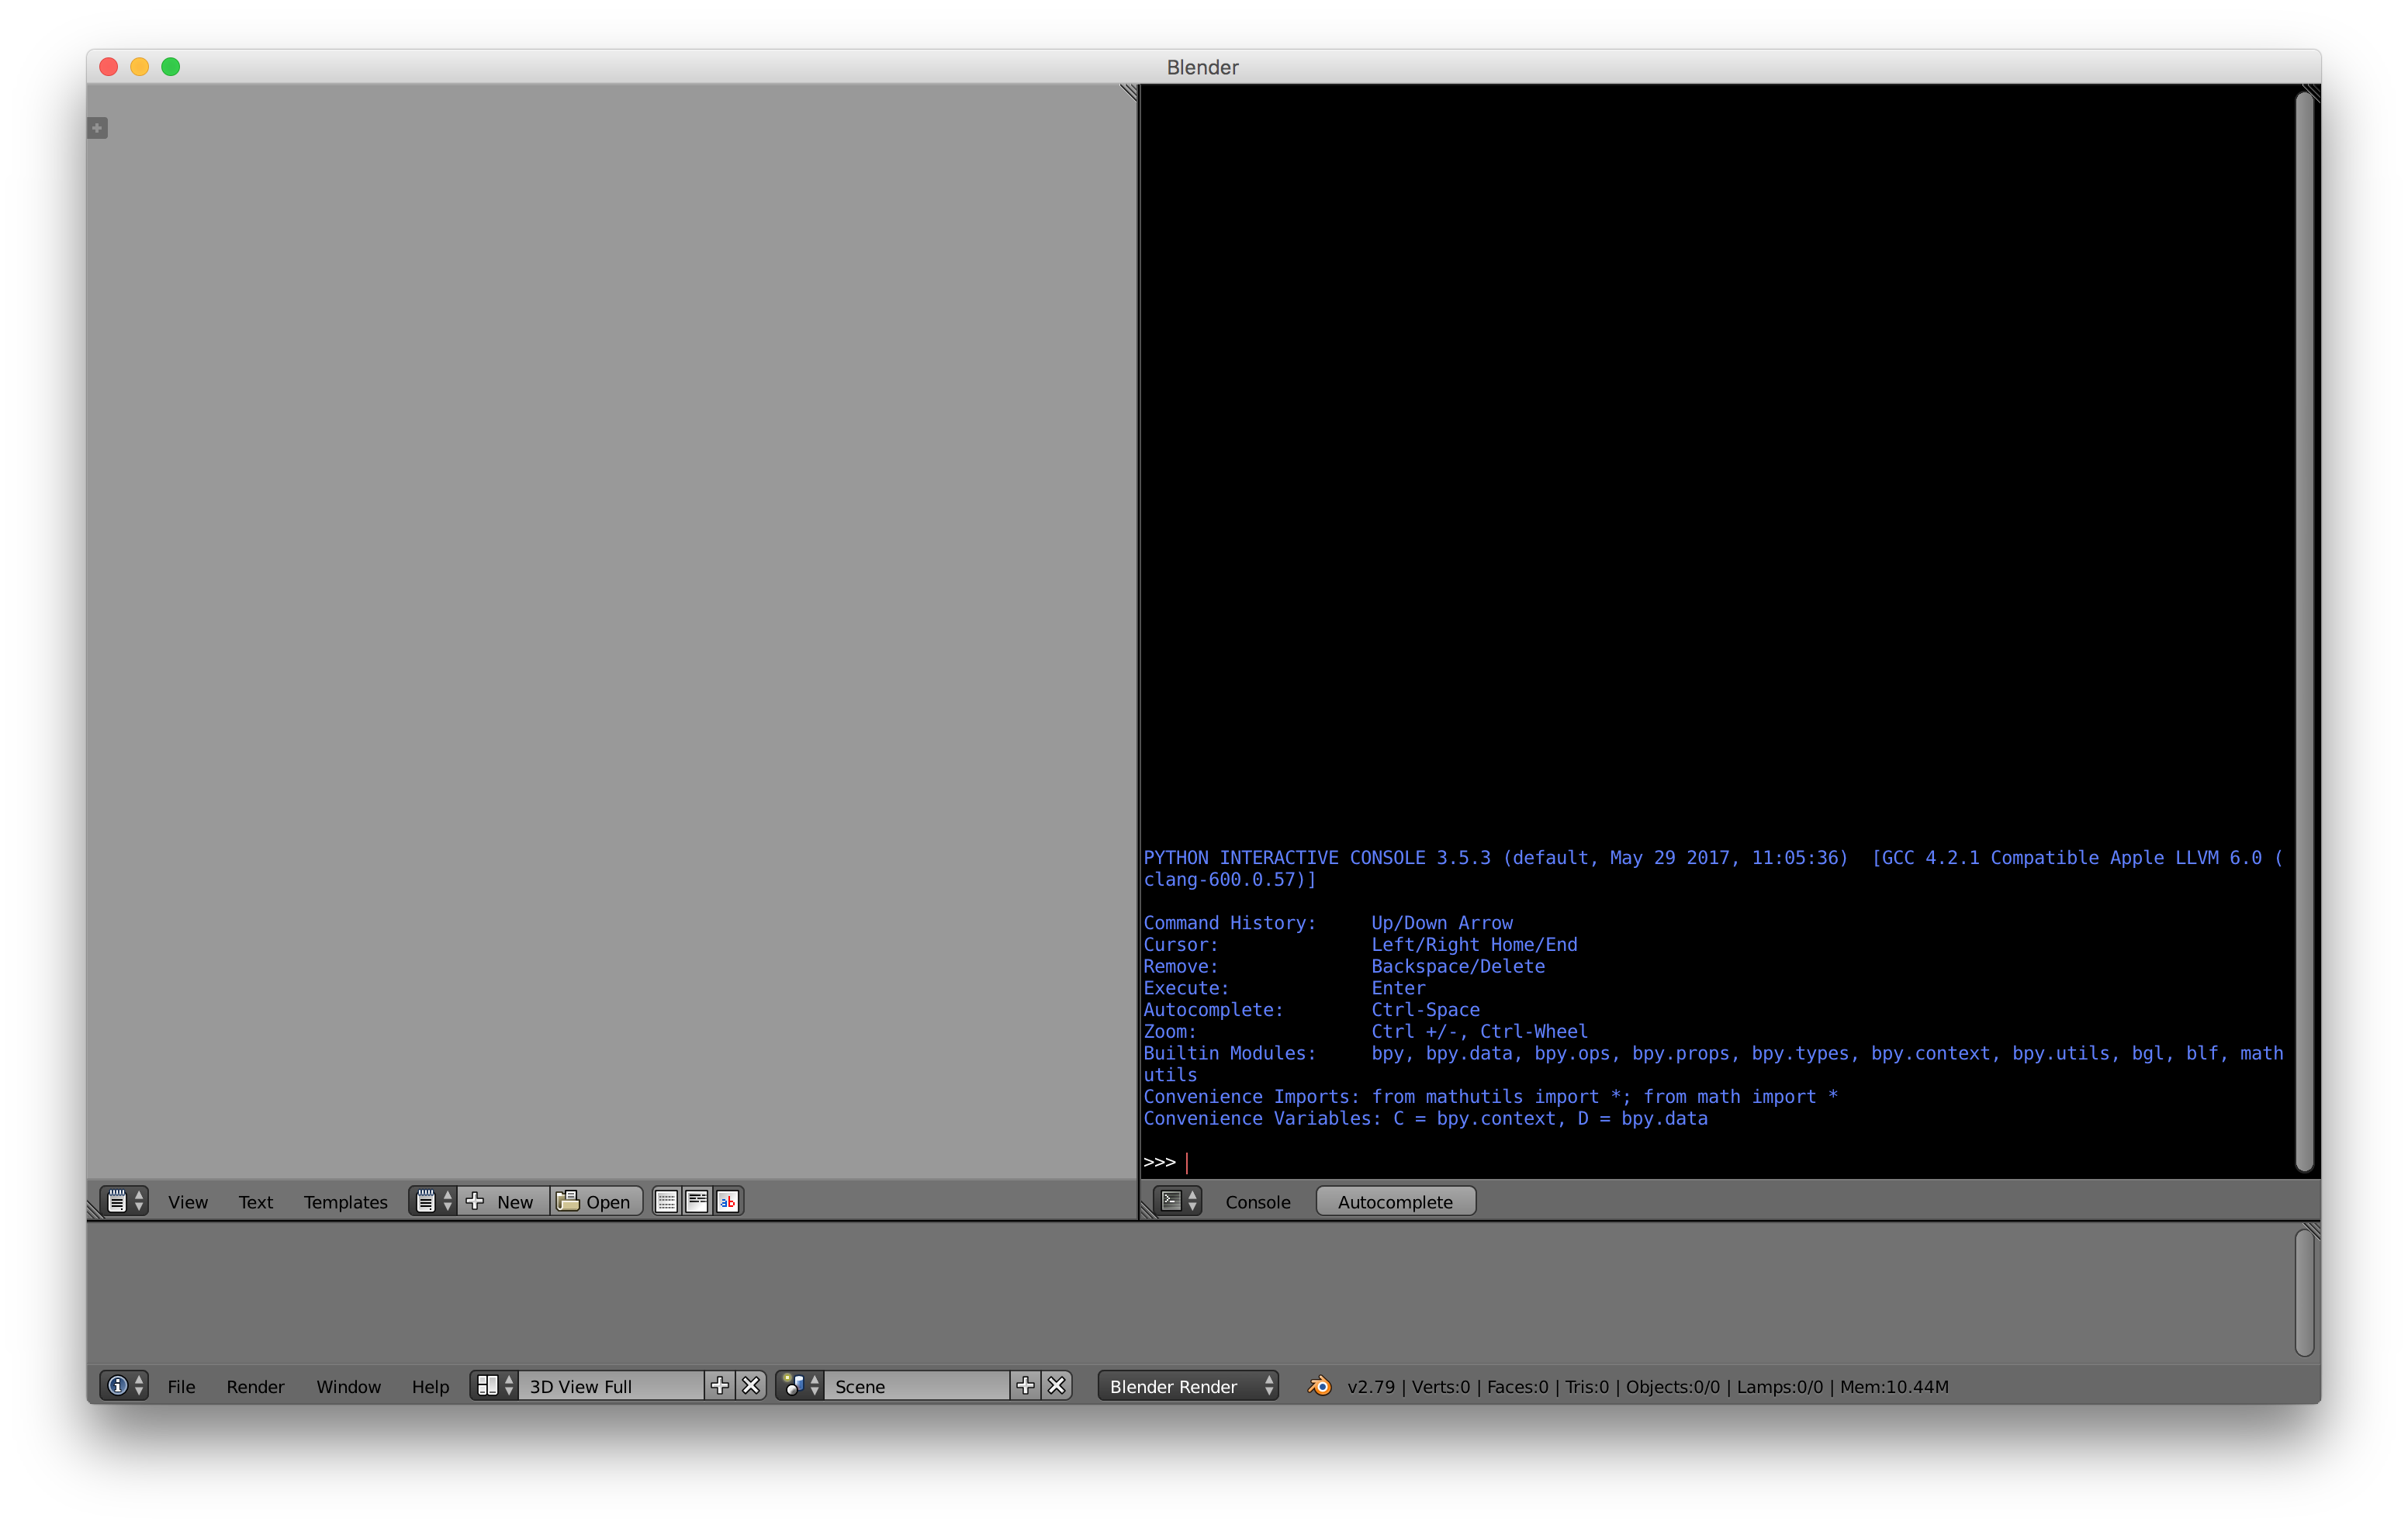 Blender
PYTHON INTERACTIVE CONSOLE 3.5.3 (default, May 29 2017, 11:05:36)  [GCC 4.2.1 Compatible Apple LLVM 6.0 (
clang-600.0.57)]
Command History:     Up/Down Arrow
Cursor:              Left/Right Home/End
Remove:              Backspace/Delete
Execute:             Enter
Autocomplete:        Ctrl-Space
Zoom:                Ctrl +/-, Ctrl-Wheel
Builtin Modules:     bpy, bpy.data, bpy.ops, bpy.props, bpy.types, bpy.context, bpy.utils, bgl, blf, math
utils
Convenience Imports: from mathutils import *; from math import *
Convenience Variables: C = bpy.context, D = bpy.data
>>>
View Text Templates New Open ab
Console Autocomplete
File Render Window Help 3D View Full Scene Blender Render v2.79 | Verts:0 | Faces:0 | Tris:0 | Objects:0/0 | Lamps:0/0 | Mem:10.44M